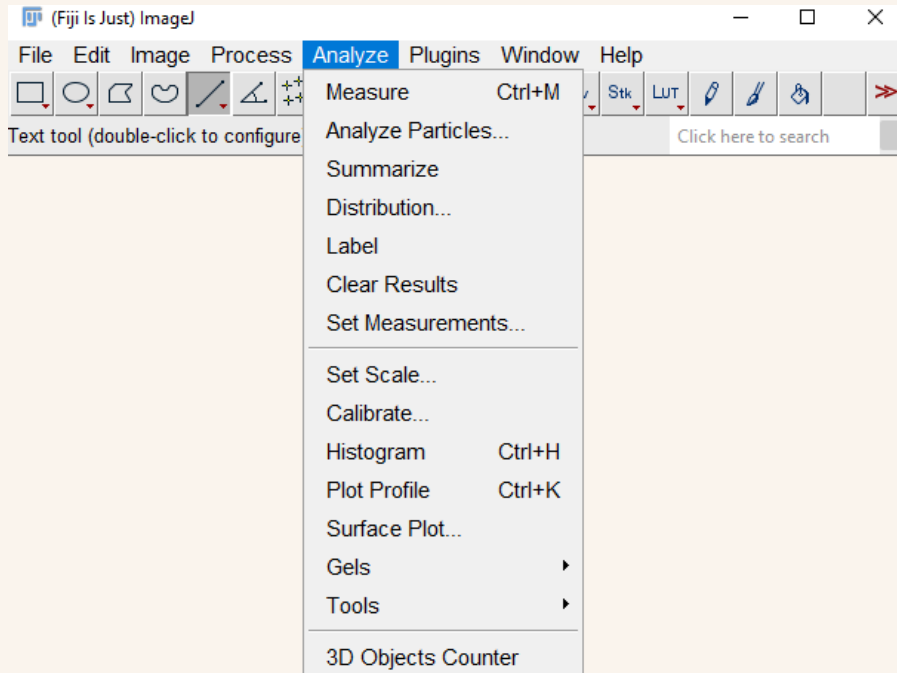 (Fiji Is Just) ImageJ
File Edit Image Process Analyze Plugins Window Help
Stk LUT
Text tool (double-click to configure
Click here to search
Measure Ctrl+M
Analyze Particles...
Summarize
Distribution...
Label
Clear Results
Set Measurements...
Set Scale...
Calibrate...
Histogram Ctrl+H
Plot Profile Ctrl+K
Surface Plot...
Gels
Tools
3D Objects Counter